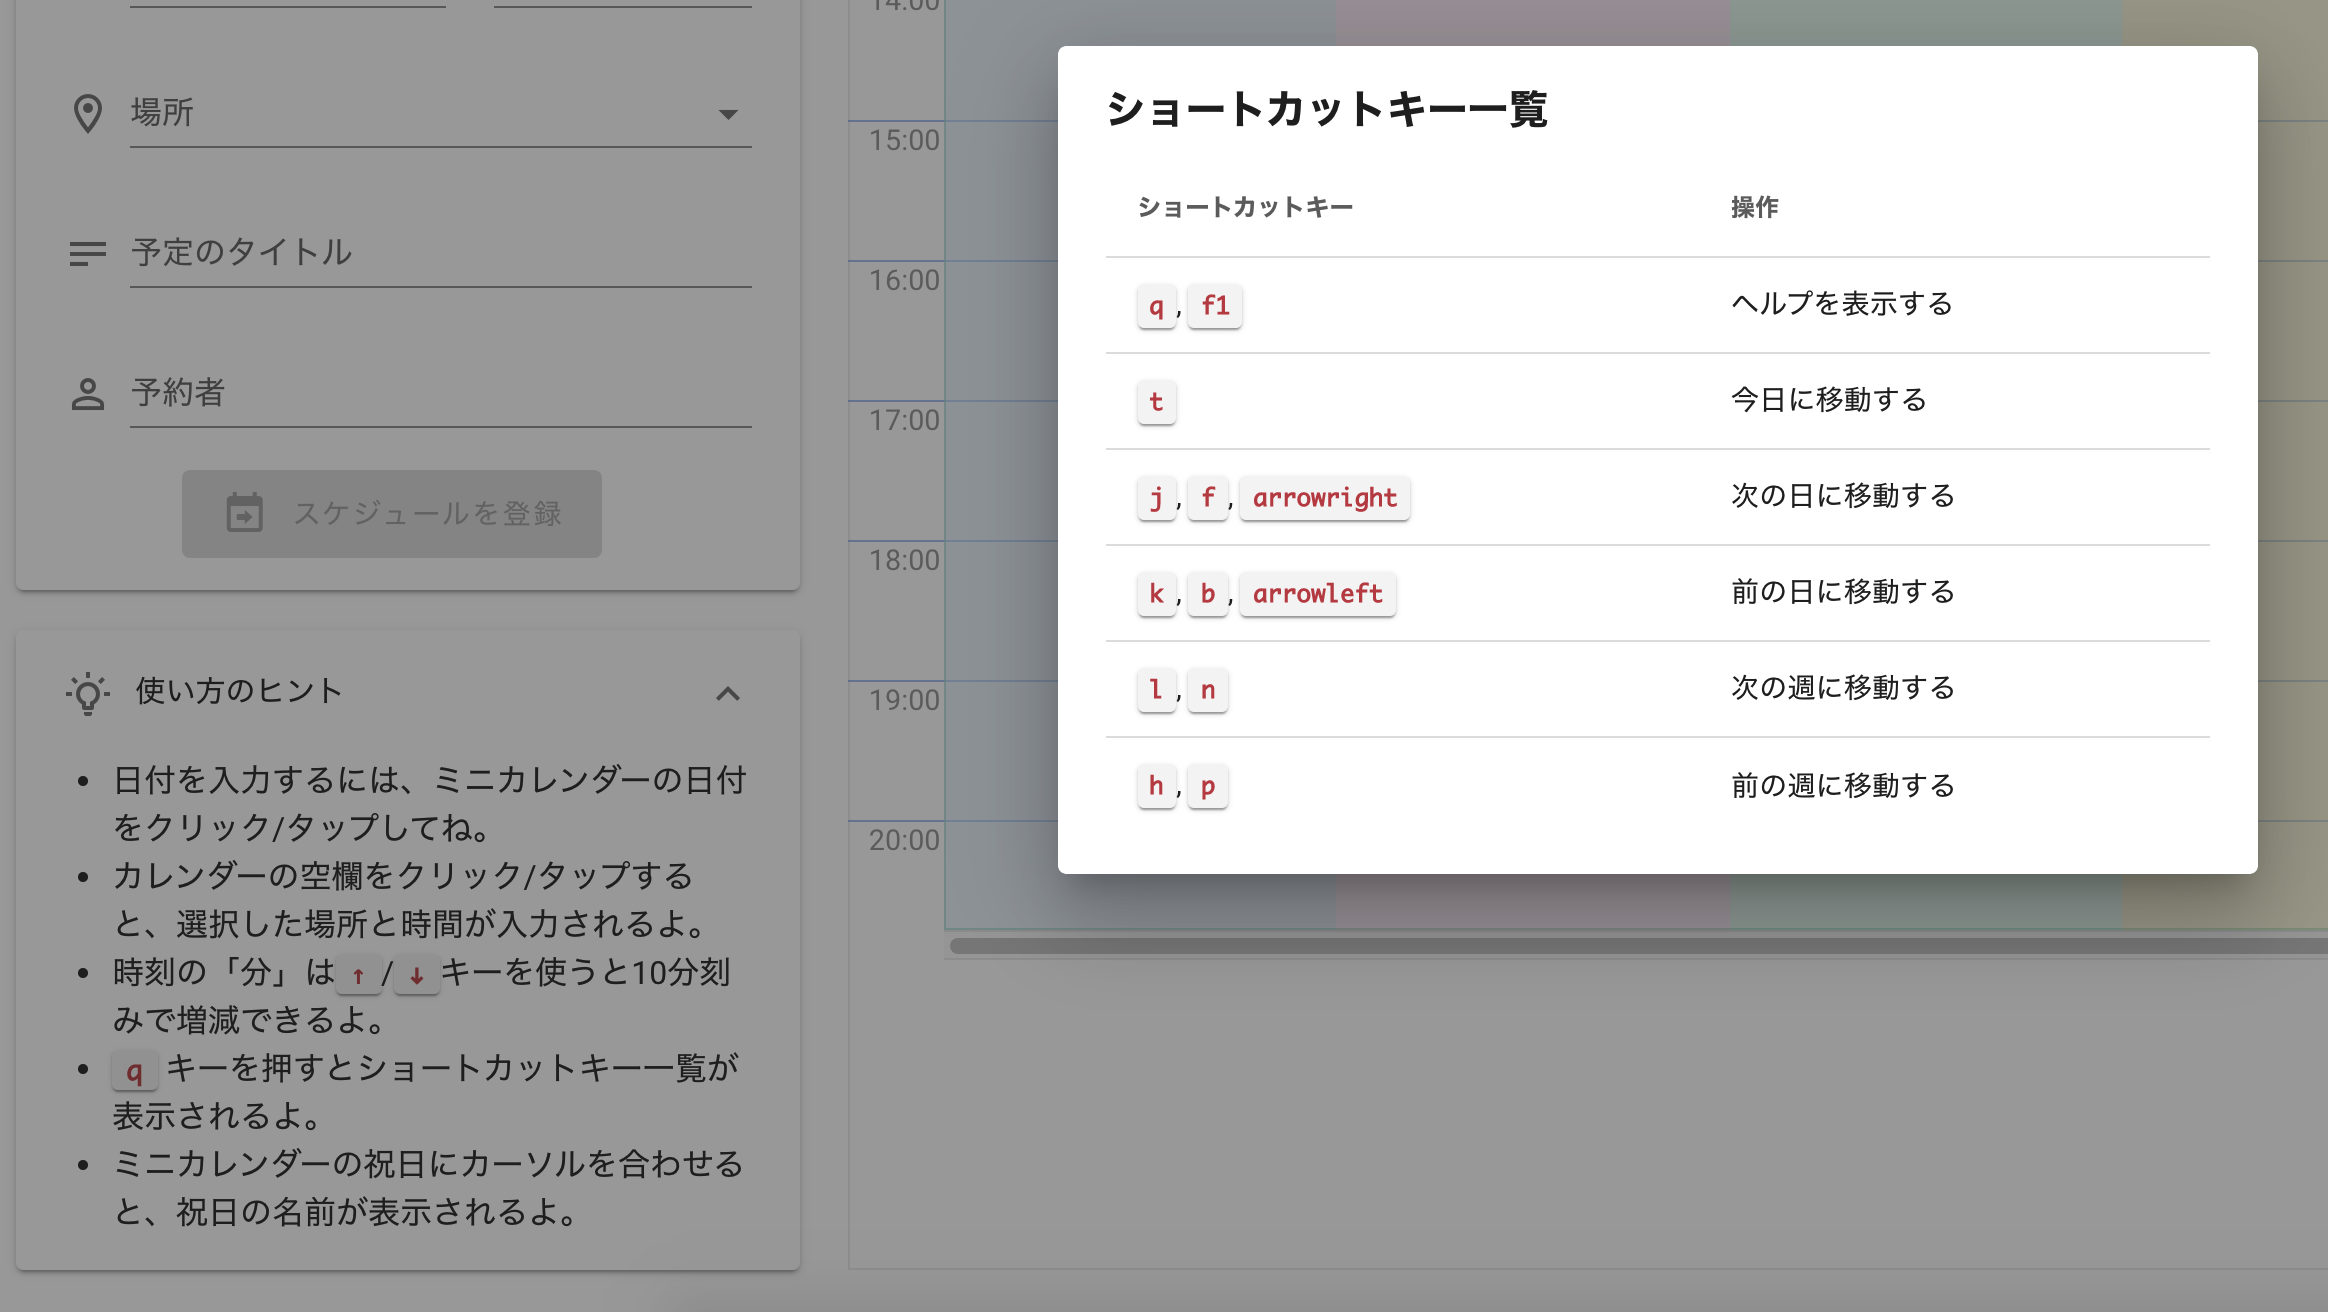 場所
予定のタイトル
予約者
スケジュールを登録
使い方のヒント
• 日付を入力するには、ミニカレンダーの日付
をクリック/タップしてね。
• カレンダーの空欄をクリック/タップする
と、選択した場所と時間が入力されるよ。
• 時刻の「分」は ↑ / ↓ キーを使うと10分刻
みで増減できるよ。
• q キーを押すとショートカットキー一覧が
表示されるよ。
• ミニカレンダーの祝日にカーソルを合わせる
と、祝日の名前が表示されるよ。
14:00
15:00
16:00
17:00
18:00
19:00
20:00
ショートカットキー一覧
ショートカットキー 操作
q, f1 ヘルプを表示する
t 今日に移動する
j, f, arrowright 次の日に移動する
k, b, arrowleft 前の日に移動する
l, n 次の週に移動する
h, p 前の週に移動する